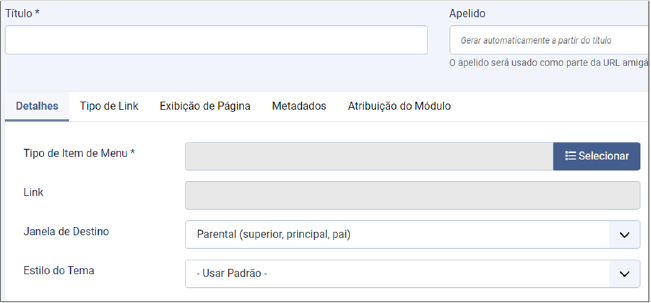 Título *
Apelido
Gerar automaticamente a partir do título
O apelido será usado como parte da URL amigá
Detalhes Tipo de Link Exibição de Página Metadados Atribuição do Módulo
Tipo de Item de Menu *
Selecionar
Link
Janela de Destino
Parental (superior, principal, pai)
Estilo do Tema
- Usar Padrão -